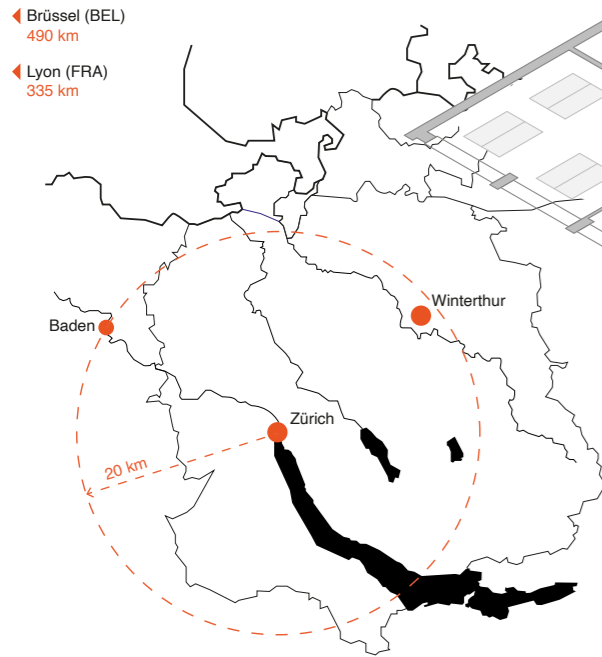 Brüssel (BEL)
490 km
Lyon (FRA)
335 km
Winterthur
Baden
Zürich
20 km